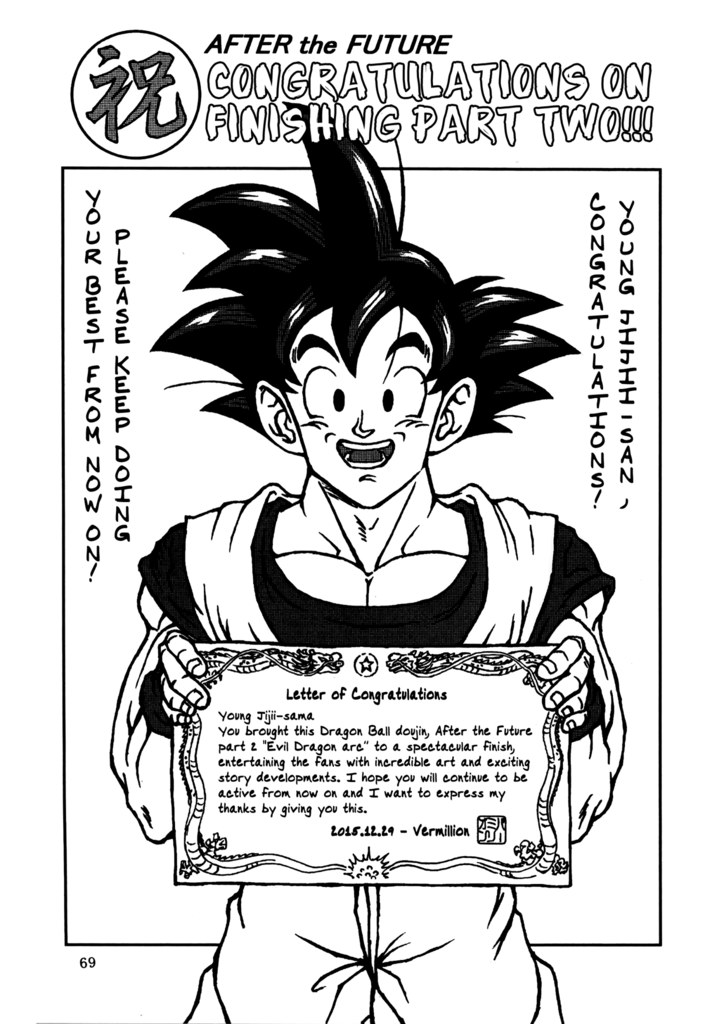 祝
AFTER the FUTURE
CONGRATULATIONS ON
FINISHING PART TWO!!!
YOUNG JIJII-SAN,
CONGRATULATIONS!
PLEASE KEEP DOING
YOUR BEST FROM NOW ON!
Letter of Congratulations
Young Jijii-sama
You brought this Dragon Ball doujin, After the Future
part 2 "Evil Dragon arc" to a spectacular finish,
entertaining the fans with incredible art and exciting
story developments. I hope you will continue to be
active from now on and I want to express my
thanks by giving you this.
2015.12.29 - Vermillion
69